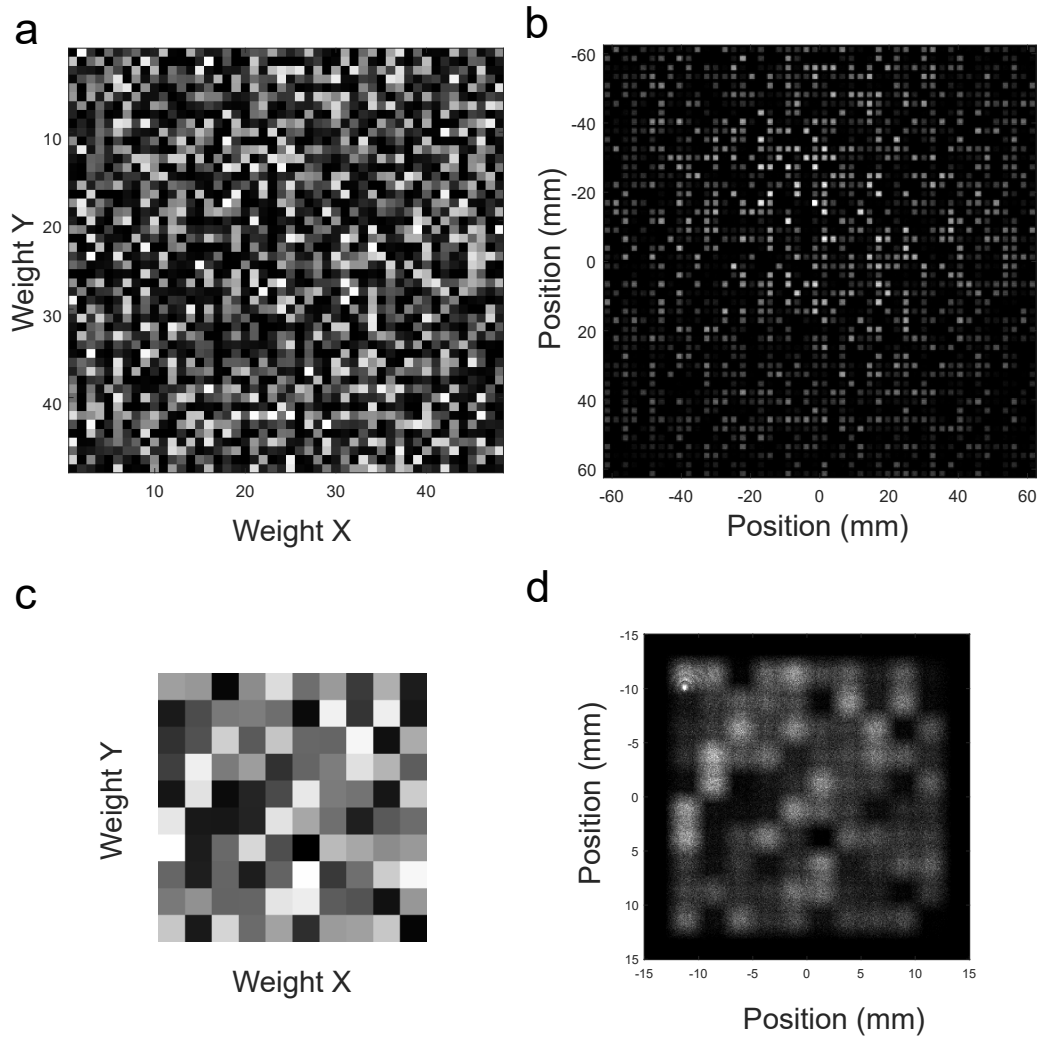 a
Weight Y
10
20
30
40
10 20 30 40
Weight X
b
Position (mm)
-60
-40
-20
0
20
40
60
-60 -40 -20 0 20 40 60
Position (mm)
c
Weight Y
Weight X
d
Position (mm)
-15
-10
-5
0
5
10
15
-15 -10 -5 0 5 10 15
Position (mm)